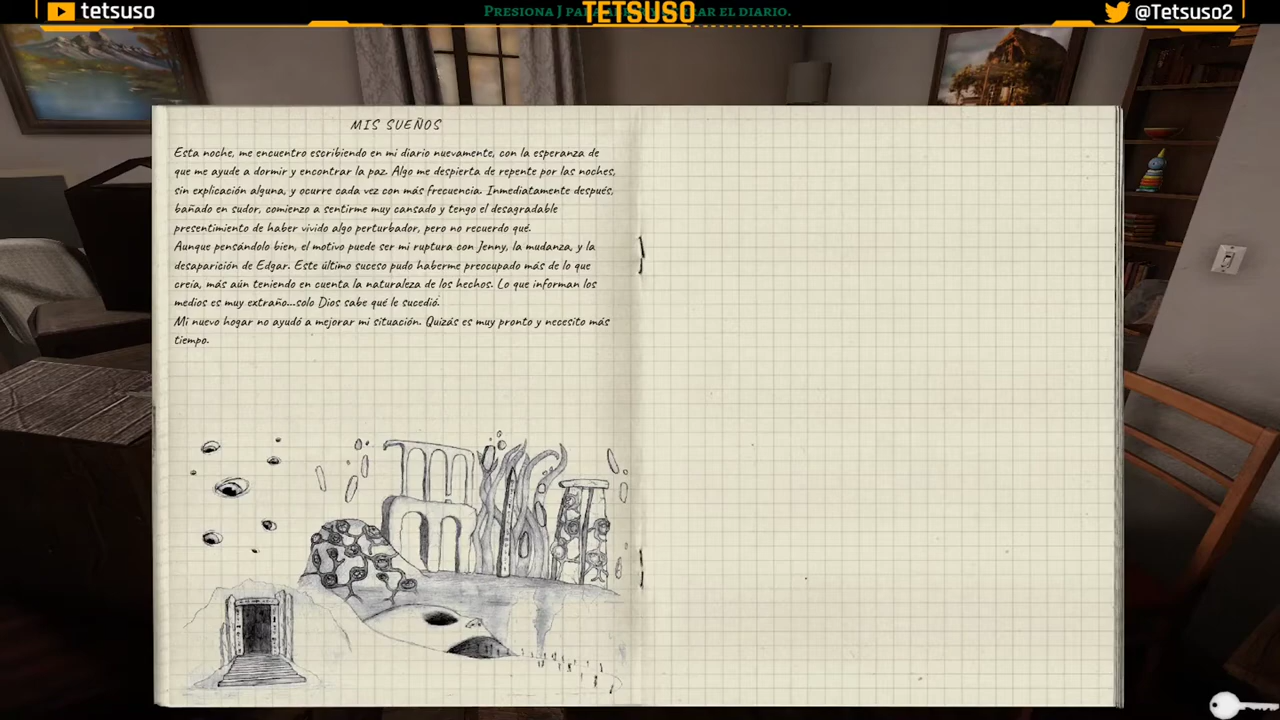 tetsuso
PRESIONA J PARA
TETSUSO
AR EL DIARIO.
@Tetsuso2
MIS SUEÑOS
Esta noche, me encuentro escribiendo en mi diario nuevamente, con la esperanza de
que me ayude a dormir y encontrar la paz. Algo me despierta de repente por las noches,
sin explicación alguna, y ocurre cada vez con más frecuencia. Inmediatamente después,
bañado en sudor, comienzo a sentirme muy cansado y tengo el desagradable
presentimiento de haber vivido algo perturbador, pero no recuerdo qué.
Aunque pensándolo bien, el motivo puede ser mi ruptura con Jenny, la mudanza, y la
desaparición de Edgar. Este último suceso pudo haberme preocupado más de lo que
creía, más aún teniendo en cuenta la naturaleza de los hechos. Lo que informan los
medios es muy extraño...solo Dios sabe qué le sucedió.
Mi nuevo hogar no ayudó a mejorar mi situación. Quizás es muy pronto y necesito más
tiempo.